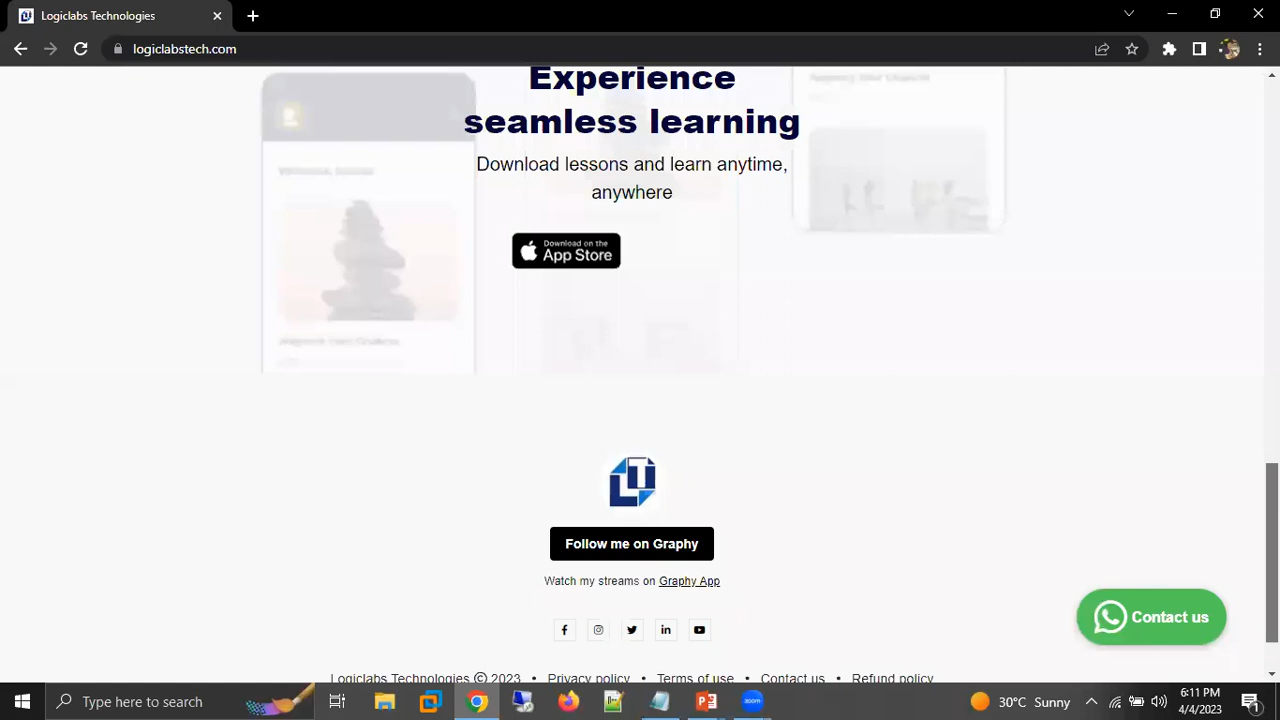 Logiclabs Technologies
logiclabstech.com
Experience
seamless learning
Download lessons and learn anytime,
anywhere
Download on the
App Store
Follow me on Graphy
Watch my streams on Graphy App
Contact us
Logiclabs Technologies © 2023 • Privacy policy • Terms of use • Contact us • Refund policy
Type here to search
30°C Sunny
6:11 PM
4/4/2023
1